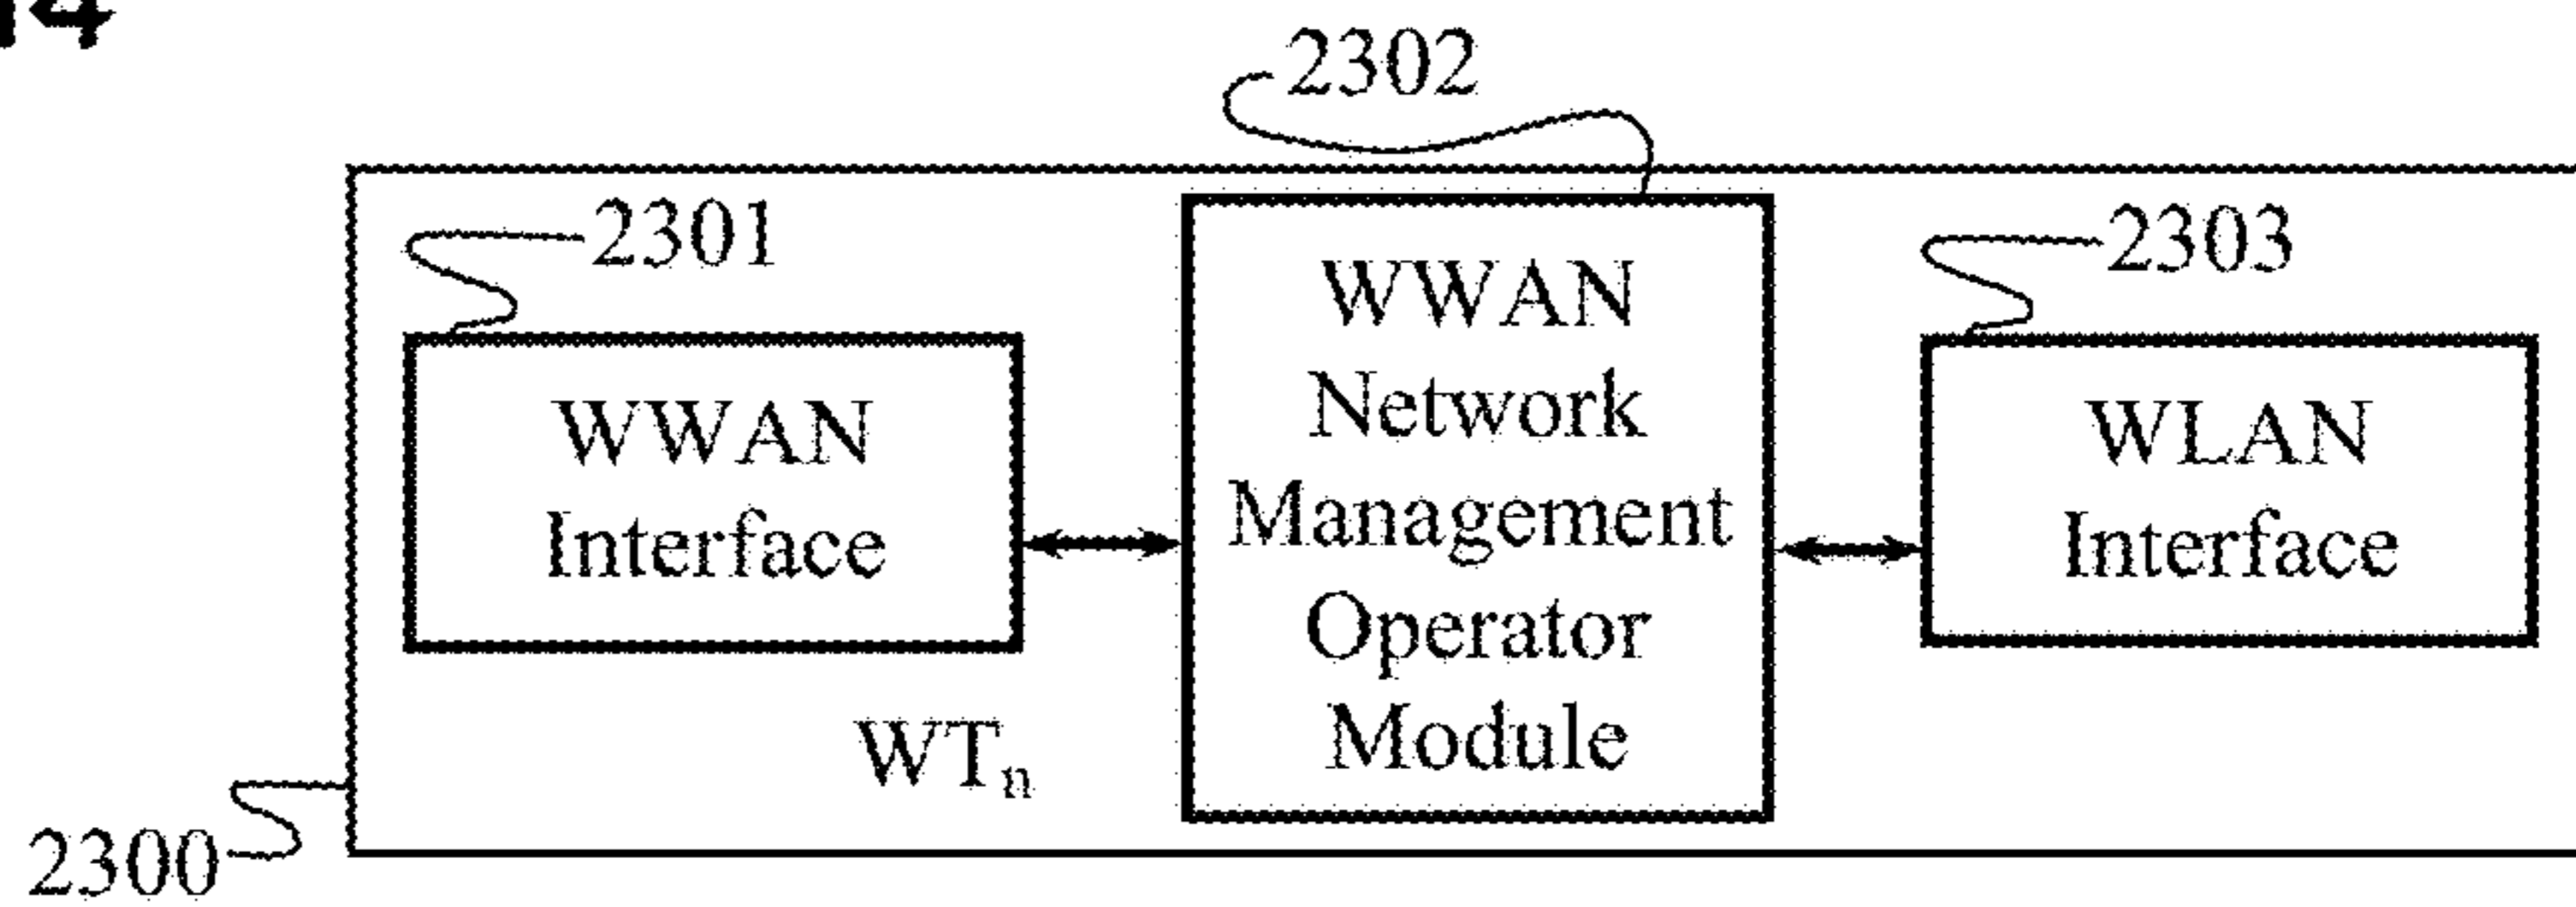 2302
2301
2303
WWAN
Interface
WWAN
Network
Management
Operator
Module
WLAN
Interface
WTn
2300